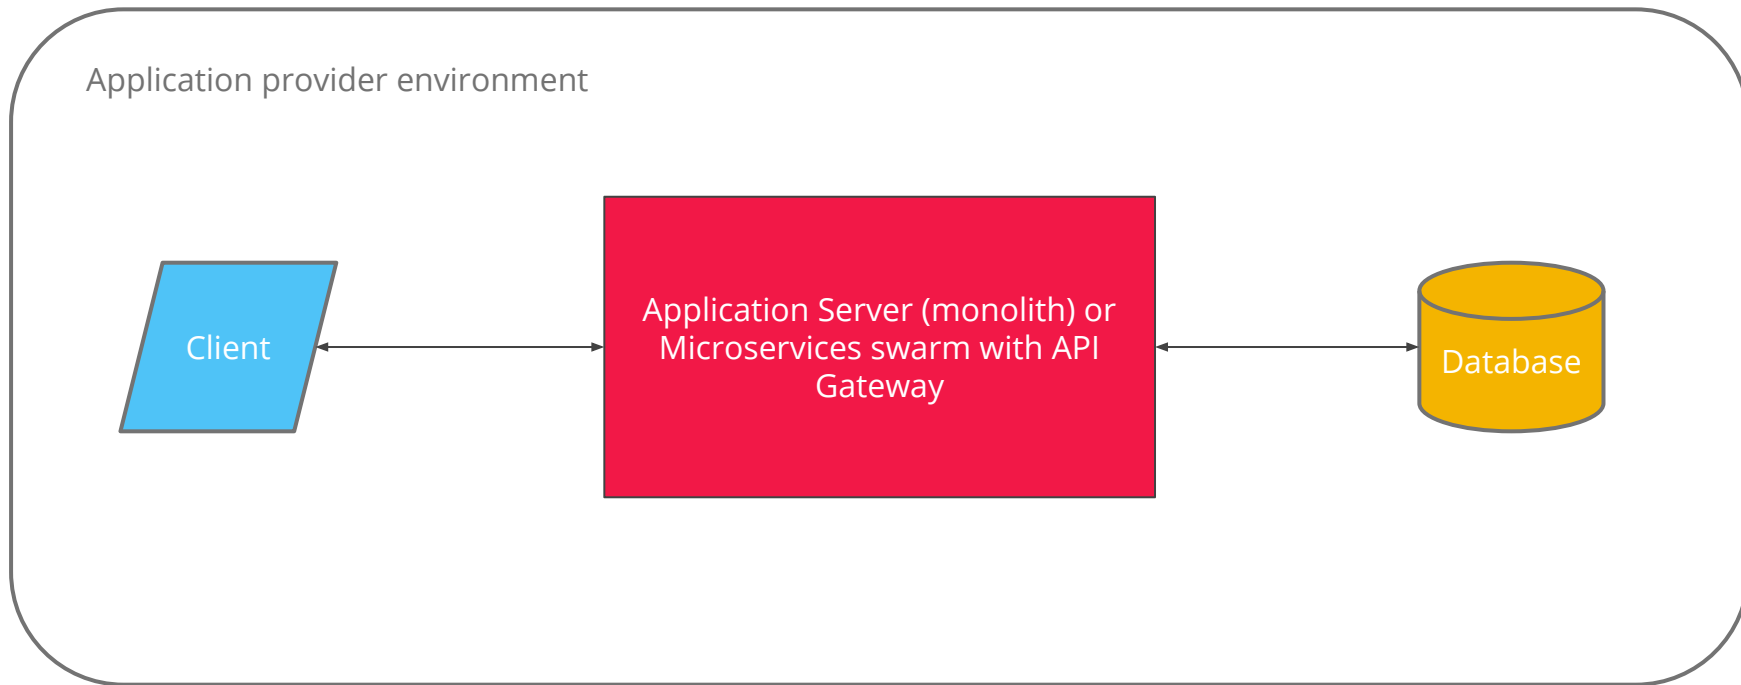 Application provider environment
Client
Application Server (monolith) or
Microservices swarm with API
Gateway
Database